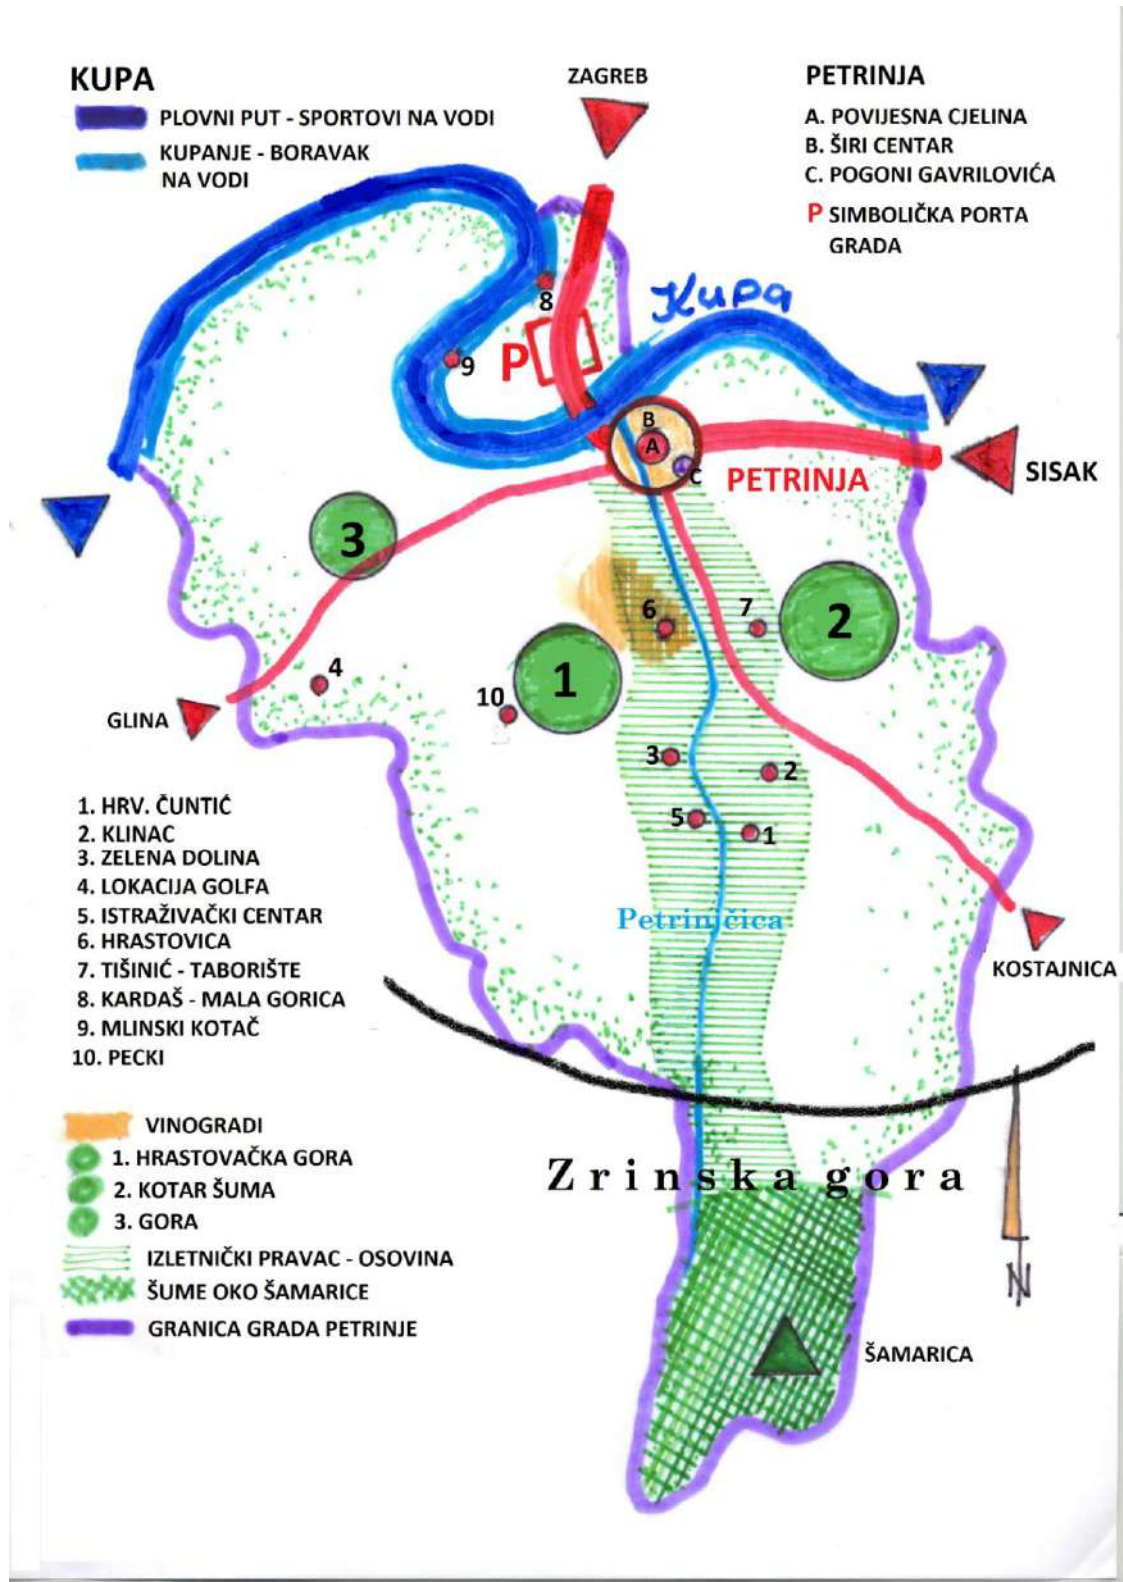 KUPA
PLOVNI PUT - SPORTOVI NA VODI
KUPANJE - BORAVAK
NA VODI
ZAGREB
PETRINJA
A. POVIJESNA CJELINA
B. ŠIRI CENTAR
C. POGONI GAVRILOVIĆA
P SIMBOLIČKA PORTA
GRADA
Kupa
8
P
9
B
A
C
PETRINJA
SISAK
3
6
7
2
1
4
10
GLINA
3
2
5
1
Petrinjčica
KOSTAJNICA
1. HRV. ČUNTIĆ
2. KLINAC
3. ZELENA DOLINA
4. LOKACIJA GOLFA
5. ISTRAŽIVAČKI CENTAR
6. HRASTOVICA
7. TIŠINIĆ - TABORIŠTE
8. KARDAŠ - MALA GORICA
9. MLINSKI KOTAČ
10. PECKI
VINOGRADI
1. HRASTOVAČKA GORA
2. KOTAR ŠUMA
3. GORA
IZLETNIČKI PRAVAC - OSOVINA
ŠUME OKO ŠAMARICE
GRANICA GRADA PETRINJE
Zrinska gora
N
ŠAMARICA